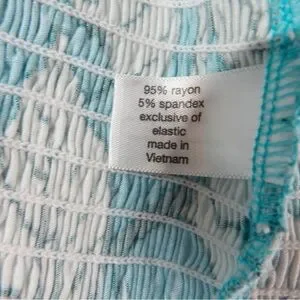 95% rayon
5% spandex
exclusive of
elastic
made in
Vietnam